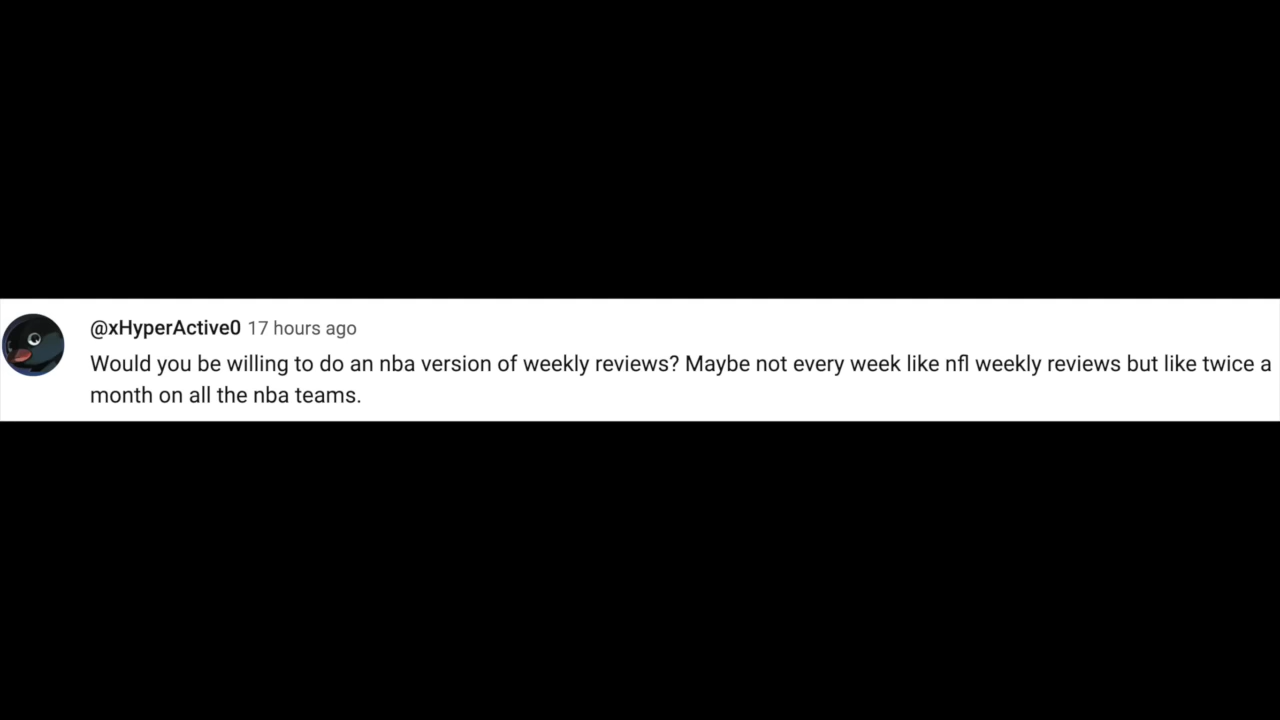 @xHyperActive0 17 hours ago
Would you be willing to do an nba version of weekly reviews? Maybe not every week like nfl weekly reviews but like twice a
month on all the nba teams.